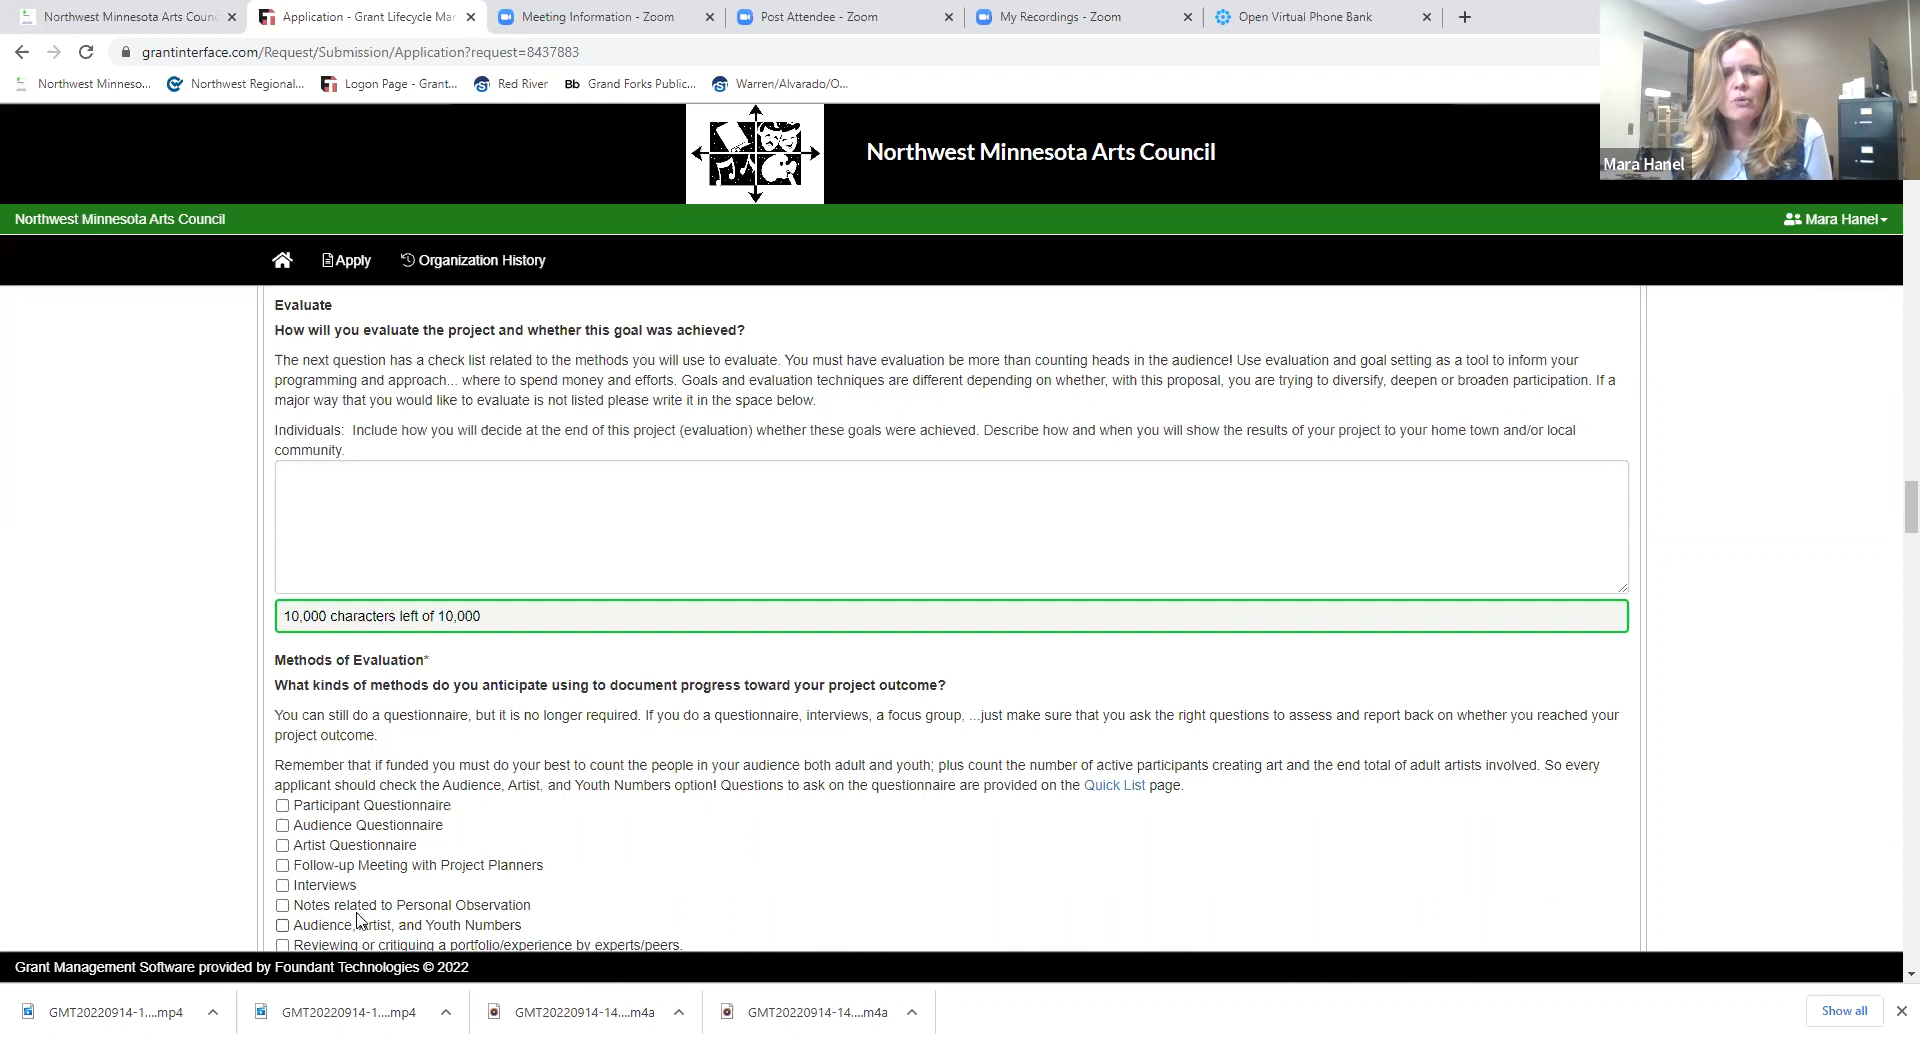 Northwest Minnesota Arts Counc
Application - Grant Lifecycle Mar
Meeting Information - Zoom
Post Attendee - Zoom
My Recordings - Zoom
Open Virtual Phone Bank
grantinterface.com/Request/Submission/Application?request=8437883
Northwest Minneso...
Northwest Regional...
Logon Page - Grant...
Red River
Bb Grand Forks Public...
Warren/Alvarado/O...
Mara Hanel
Northwest Minnesota Arts Council
Northwest Minnesota Arts Council
Mara Hanel
Apply
Organization History
Evaluate
How will you evaluate the project and whether this goal was achieved?
The next question has a check list related to the methods you will use to evaluate. You must have evaluation be more than counting heads in the audience! Use evaluation and goal setting as a tool to inform your
programming and approach... where to spend money and efforts. Goals and evaluation techniques are different depending on whether, with this proposal, you are trying to diversify, deepen or broaden participation. If a
major way that you would like to evaluate is not listed please write it in the space below.
Individuals: Include how you will decide at the end of this project (evaluation) whether these goals were achieved. Describe how and when you will show the results of your project to your home town and/or local
community.
10,000 characters left of 10,000
Methods of Evaluation*
What kinds of methods do you anticipate using to document progress toward your project outcome?
You can still do a questionnaire, but it is no longer required. If you do a questionnaire, interviews, a focus group, ...just make sure that you ask the right questions to assess and report back on whether you reached your
project outcome.
Remember that if funded you must do your best to count the people in your audience both adult and youth; plus count the number of active participants creating art and the end total of adult artists involved. So every
applicant should check the Audience, Artist, and Youth Numbers option! Questions to ask on the questionnaire are provided on the Quick List page.
Participant Questionnaire
Audience Questionnaire
Artist Questionnaire
Follow-up Meeting with Project Planners
Interviews
Notes related to Personal Observation
Audience, Artist, and Youth Numbers
Reviewing or critiquing a portfolio/experience by experts/peers.
Grant Management Software provided by Foundant Technologies © 2022
GMT20220914-1....mp4
GMT20220914-1....mp4
GMT20220914-14....m4a
GMT20220914-14....m4a
Show all